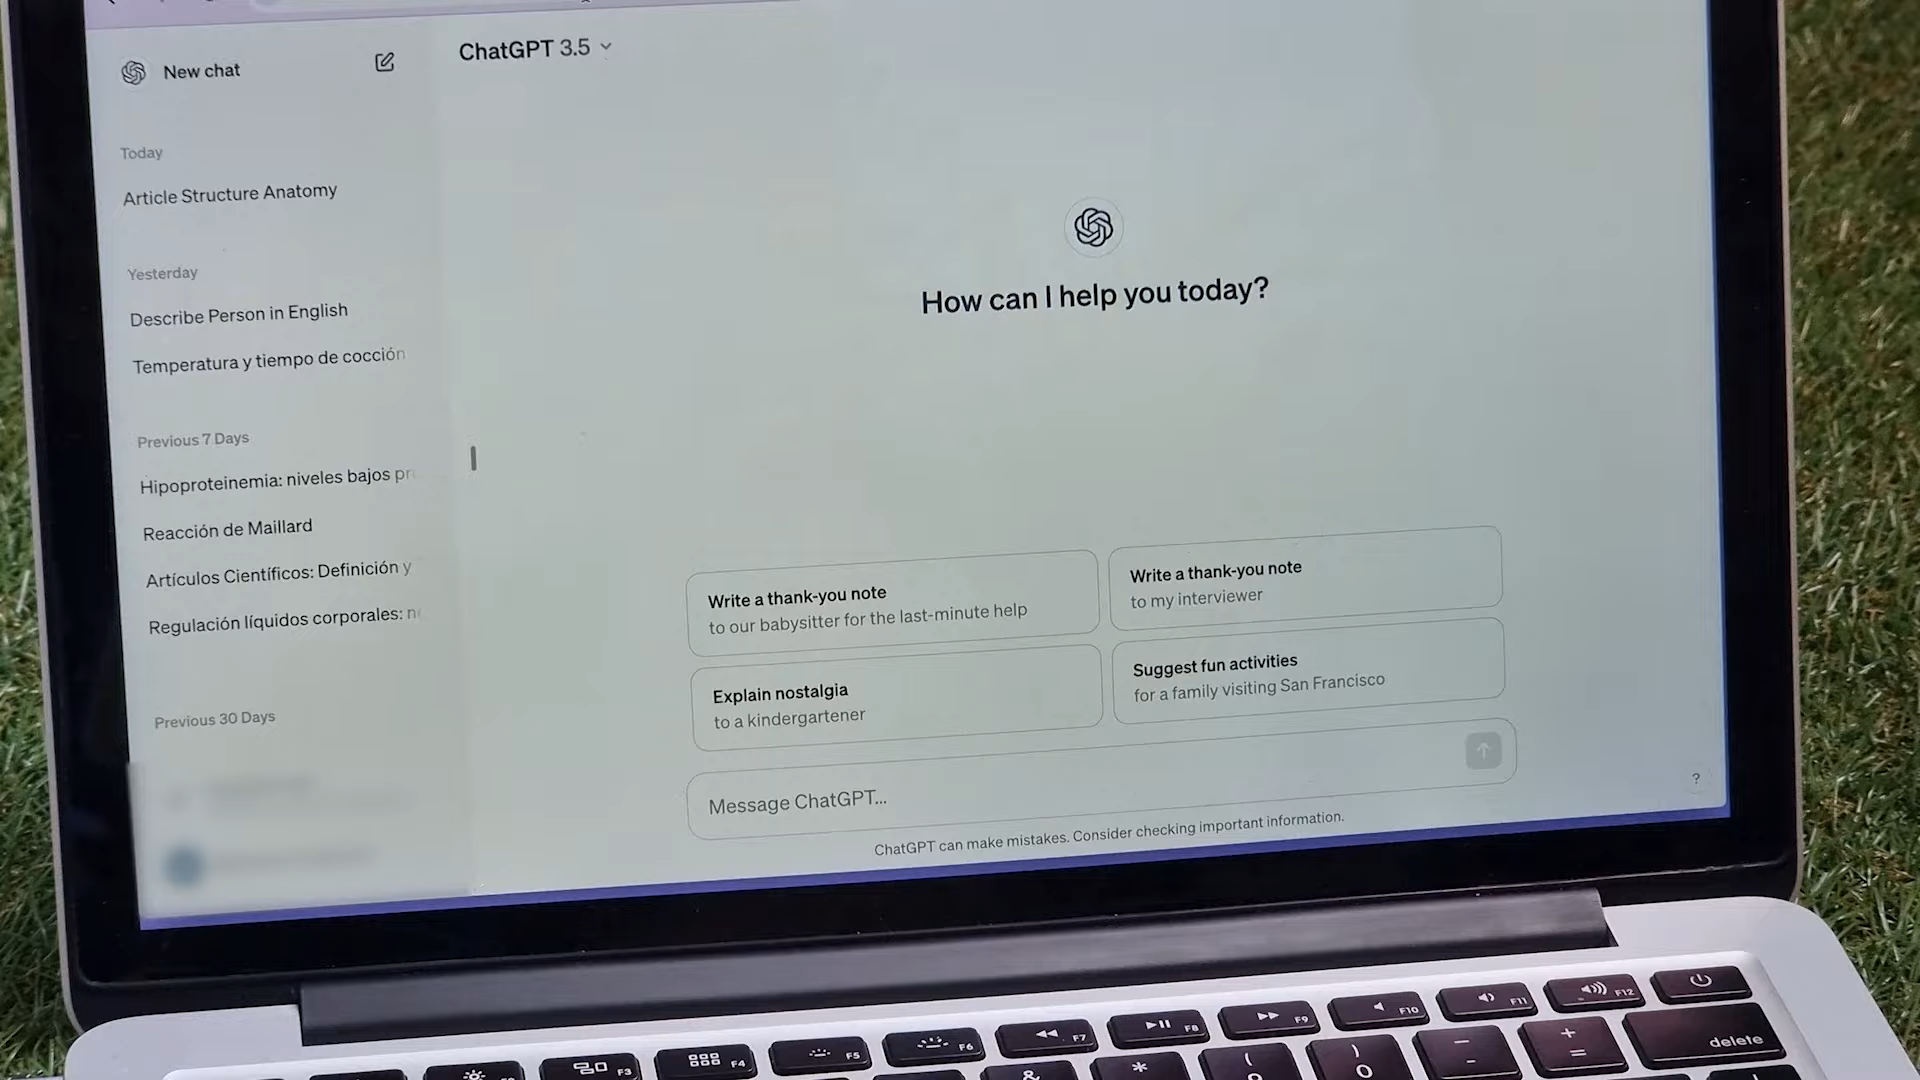 New chat
ChatGPT 3.5
Today
Article Structure Anatomy
Yesterday
Describe Person in English
Temperatura y tiempo de cocción
Previous 7 Days
Hipoproteinemia: niveles bajos
Reacción de Maillard
Artículos Científicos: Definición y
Regulación líquidos corporales:
Previous 30 Days
How can I help you today?
Write a thank-you note
to our babysitter for the last-minute help
Write a thank-you note
to my interviewer
Explain nostalgia
to a kindergartener
Suggest fun activities
for a family visiting San Francisco
Message ChatGPT...
?
ChatGPT can make mistakes. Consider checking important information.
F3
F4
F5
F6
F7
F8
F9
F10
F11
F12
&
*
(
)
0
_
-
+
=
delete